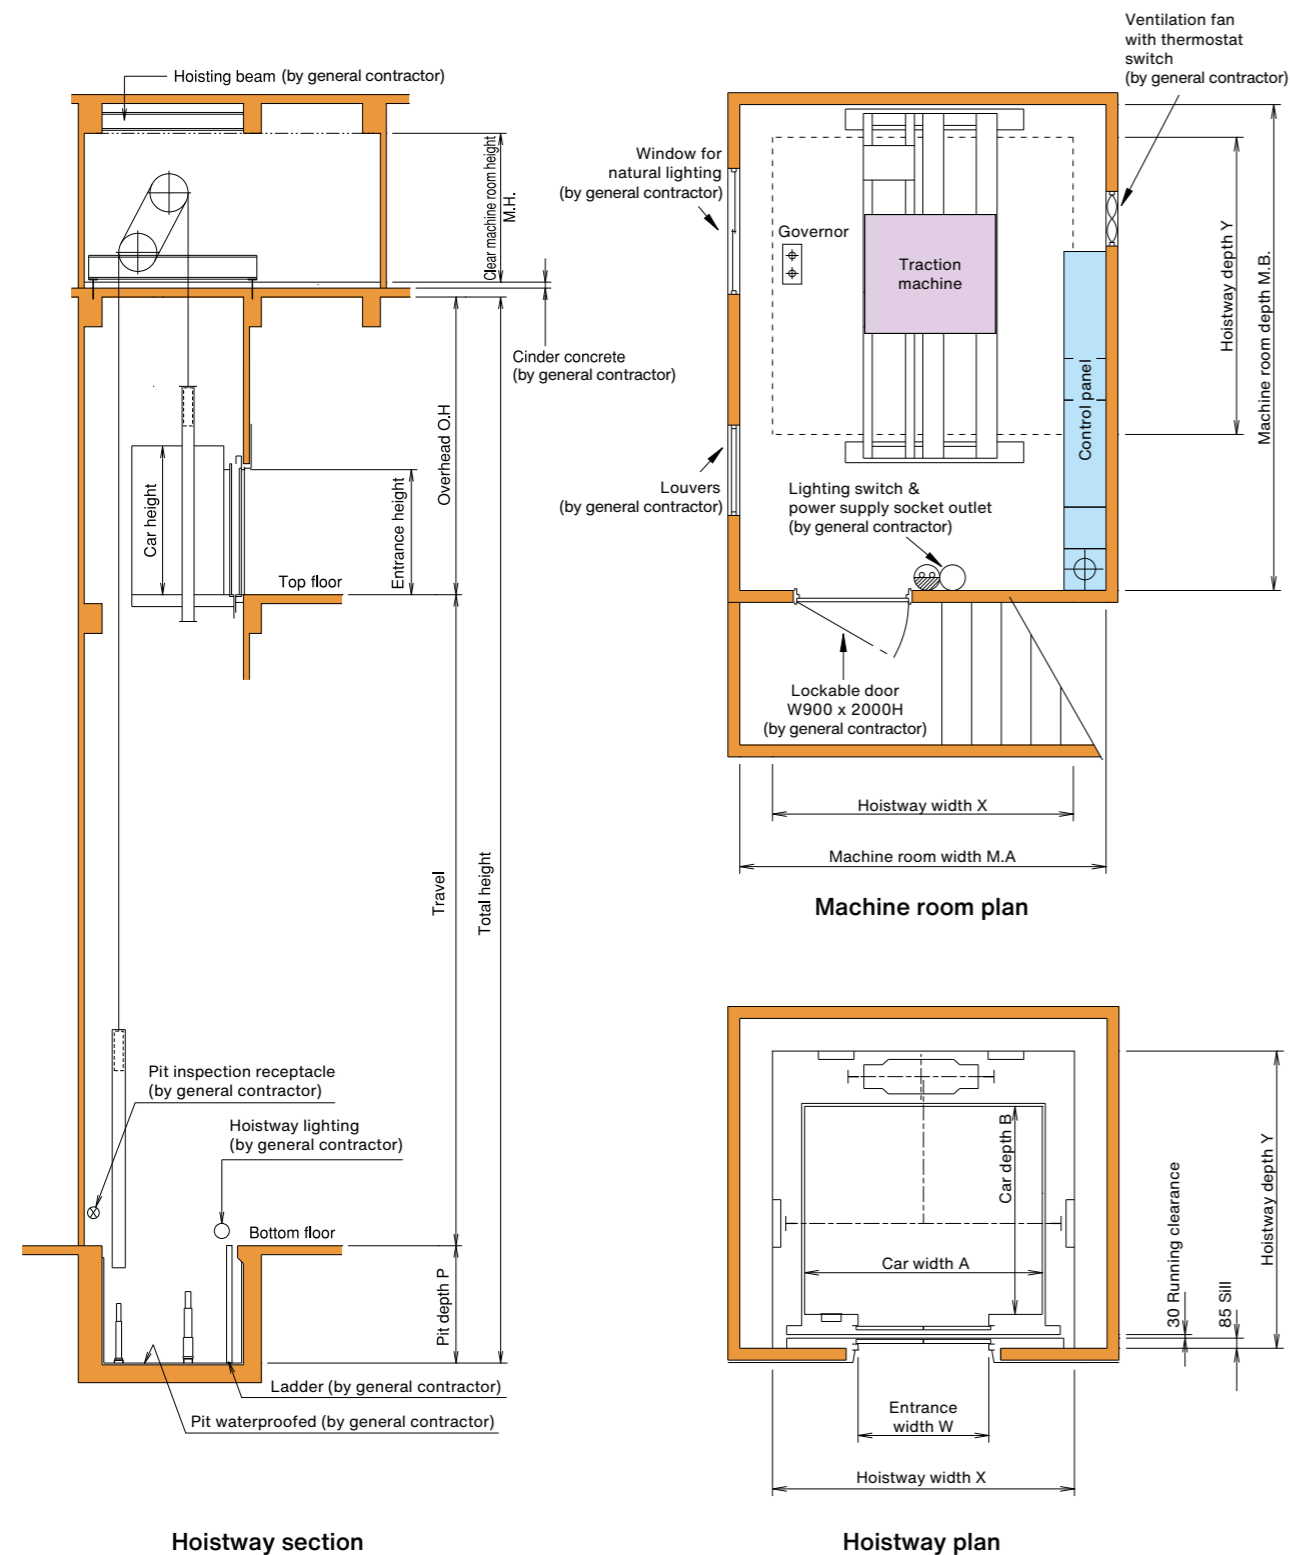 Hoisting beam (by general contractor)
Clear machine room height
M.H.
Cinder concrete
(by general contractor)
Overhead O.H
Car height
Entrance height
Top floor
Travel
Total height
Pit inspection receptacle
(by general contractor)
Hoistway lighting
(by general contractor)
Bottom floor
Pit depth P
Ladder (by general contractor)
Pit waterproofed (by general contractor)
Hoistway section
Ventilation fan
with thermostat
switch
(by general contractor)
Window for
natural lighting
(by general contractor)
Governor
Traction
machine
Hoistway depth Y
Machine room depth M.B.
Control panel
Louvers
(by general contractor)
Lighting switch &
power supply socket outlet
(by general contractor)
Lockable door
W900 x 2000H
(by general contractor)
Hoistway width X
Machine room width M.A
Machine room plan
Car depth B
Car width A
30 Running clearance
85 Sill
Hoistway depth Y
Entrance
width W
Hoistway width X
Hoistway plan